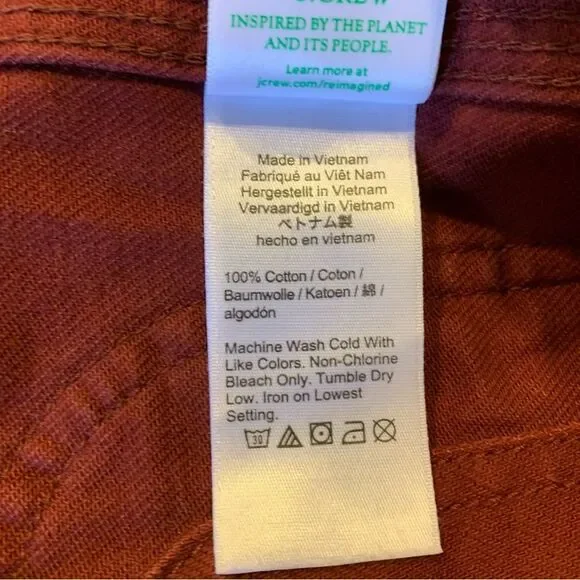 INSPIRED BY THE PLANET
AND ITS PEOPLE.
Learn more at
jcrew.com/reimagined
Made in Vietnam
Fabriqué au Viêt Nam
Hergestellt in Vietnam
Vervaardigd in Vietnam
ベトナム製
hecho en vietnam
100% Cotton / Coton /
Baumwolle / Katoen / 綿 /
algodón
Machine Wash Cold With
Like Colors. Non-Chlorine
Bleach Only. Tumble Dry
Low. Iron on Lowest
Setting.
30